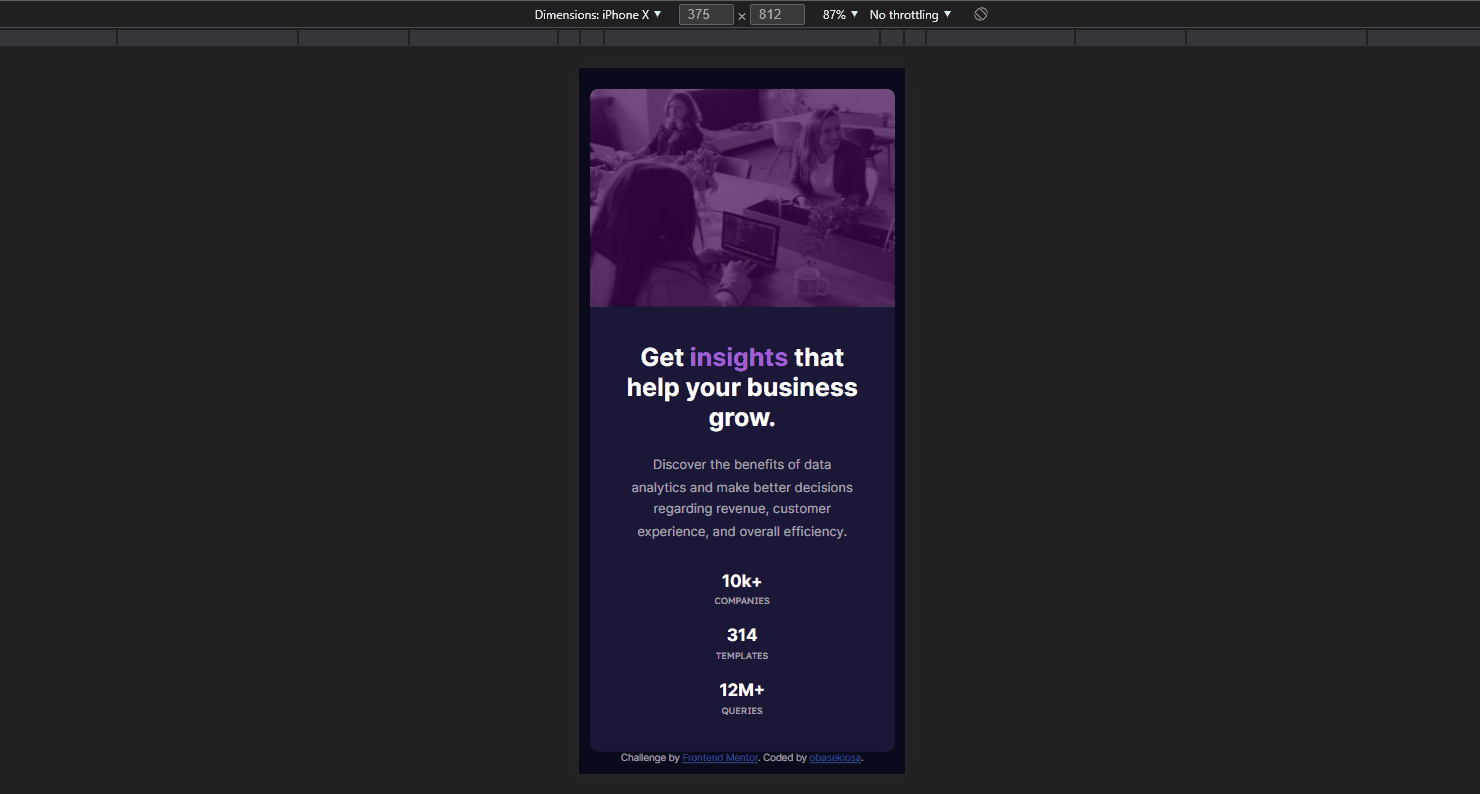 Dimensions: iPhone X ▼ 375 × 812 87% ▼ No throttling ▼
Get insights that
help your business
grow.
Discover the benefits of data
analytics and make better decisions
regarding revenue, customer
experience, and overall efficiency.
10k+
COMPANIES
314
TEMPLATES
12M+
QUERIES
Challenge by Frontend Mentor. Coded by obasekiosa.